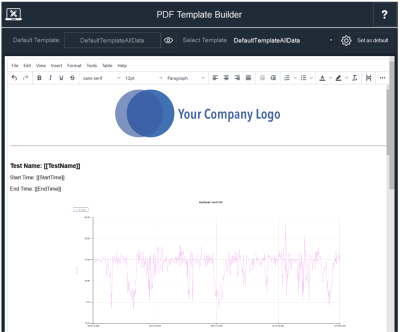 PDF Template Builder
?
Default Template: DefaultTemplateAllData Select Template: DefaultTemplateAllData Set as default
File Edit View Insert Format Tools Table Help
B I U S sans-serif 12pt Paragraph
Your Company Logo
Test Name: [[TestName]]
Start Time: [[StartTime]]
End Time: [[EndTime]]